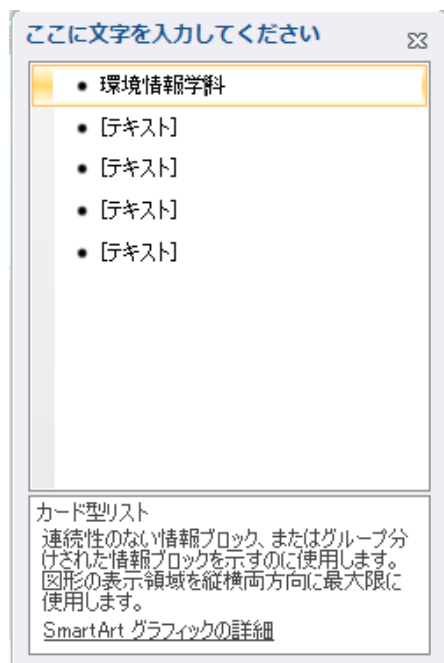 ここに文字を入力してください
• 環境情報学科
• [テキスト]
• [テキスト]
• [テキスト]
• [テキスト]
カード型リスト
連続性のない情報ブロック、またはグループ分
けされた情報ブロックを示すのに使用します。
図形の表示領域を縦横両方向に最大限に
使用します。
SmartArt グラフィックの詳細